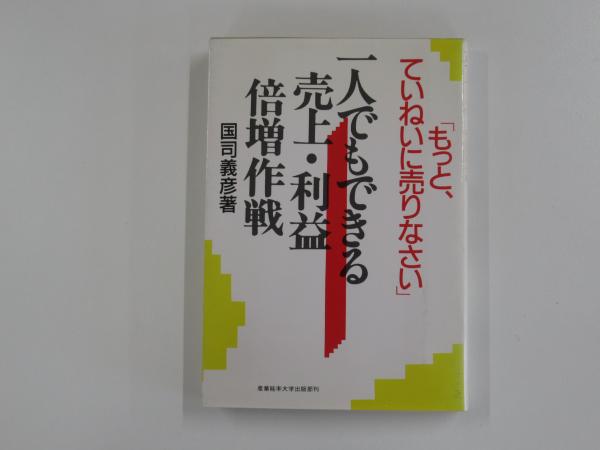 「もっと、
ていねいに売りなさい」
一人でもできる
売上・利益
倍増作戦
国司義彦著
産業能率大学出版部刊